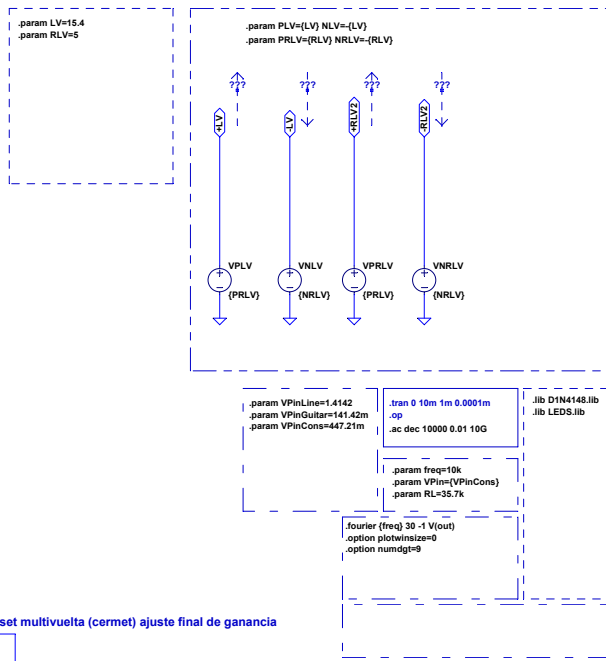 .param LV=15.4
.param RLV=5
.param PLV={LV} NLV=-{LV}
.param PRLV={RLV} NRLV=-{RLV}
???
???
???
???
+LV
-LV
+RLV2
-RLV2
VPLV
{PRLV}
VNLV
{NRLV}
VPRLV
{PRLV}
VNRLV
{NRLV}
.param VPinLine=1.4142
.param VPinGuitar=141.42m
.param VPinCons=447.21m
.tran 0 10m 1m 0.0001m
.op
.ac dec 10000 0.01 10G
.lib D1N4148.lib
.lib LEDS.lib
.param freq=10k
.param VPin={VPinCons}
.param RL=35.7k
.fourier {freq} 30 -1 V(out)
.option plotwinsize=0
.option numdgt=9
set multivuelta (cermet) ajuste final de ganancia